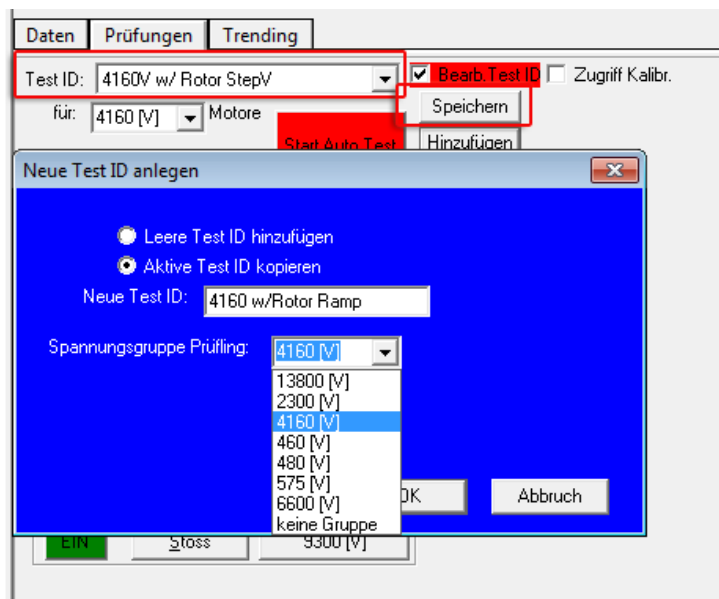 Daten Prüfungen Trending
Test ID: 4160V w/ Rotor StepV Bearb.Test ID Zugriff Kalibr.
für: 4160 [V] Motore Speichern
Start Auto Test Hinzufügen
Neue Test ID anlegen
Leere Test ID hinzufügen
Aktive Test ID kopieren
Neue Test ID: 4160 w/Rotor Ramp
Spannungsgruppe Prüfling: 4160 [V]
13800 [V]
2300 [V]
4160 [V]
460 [V]
480 [V]
575 [V]
6600 [V] OK Abbruch
keine Gruppe
EIN Stoss 9300 [V]